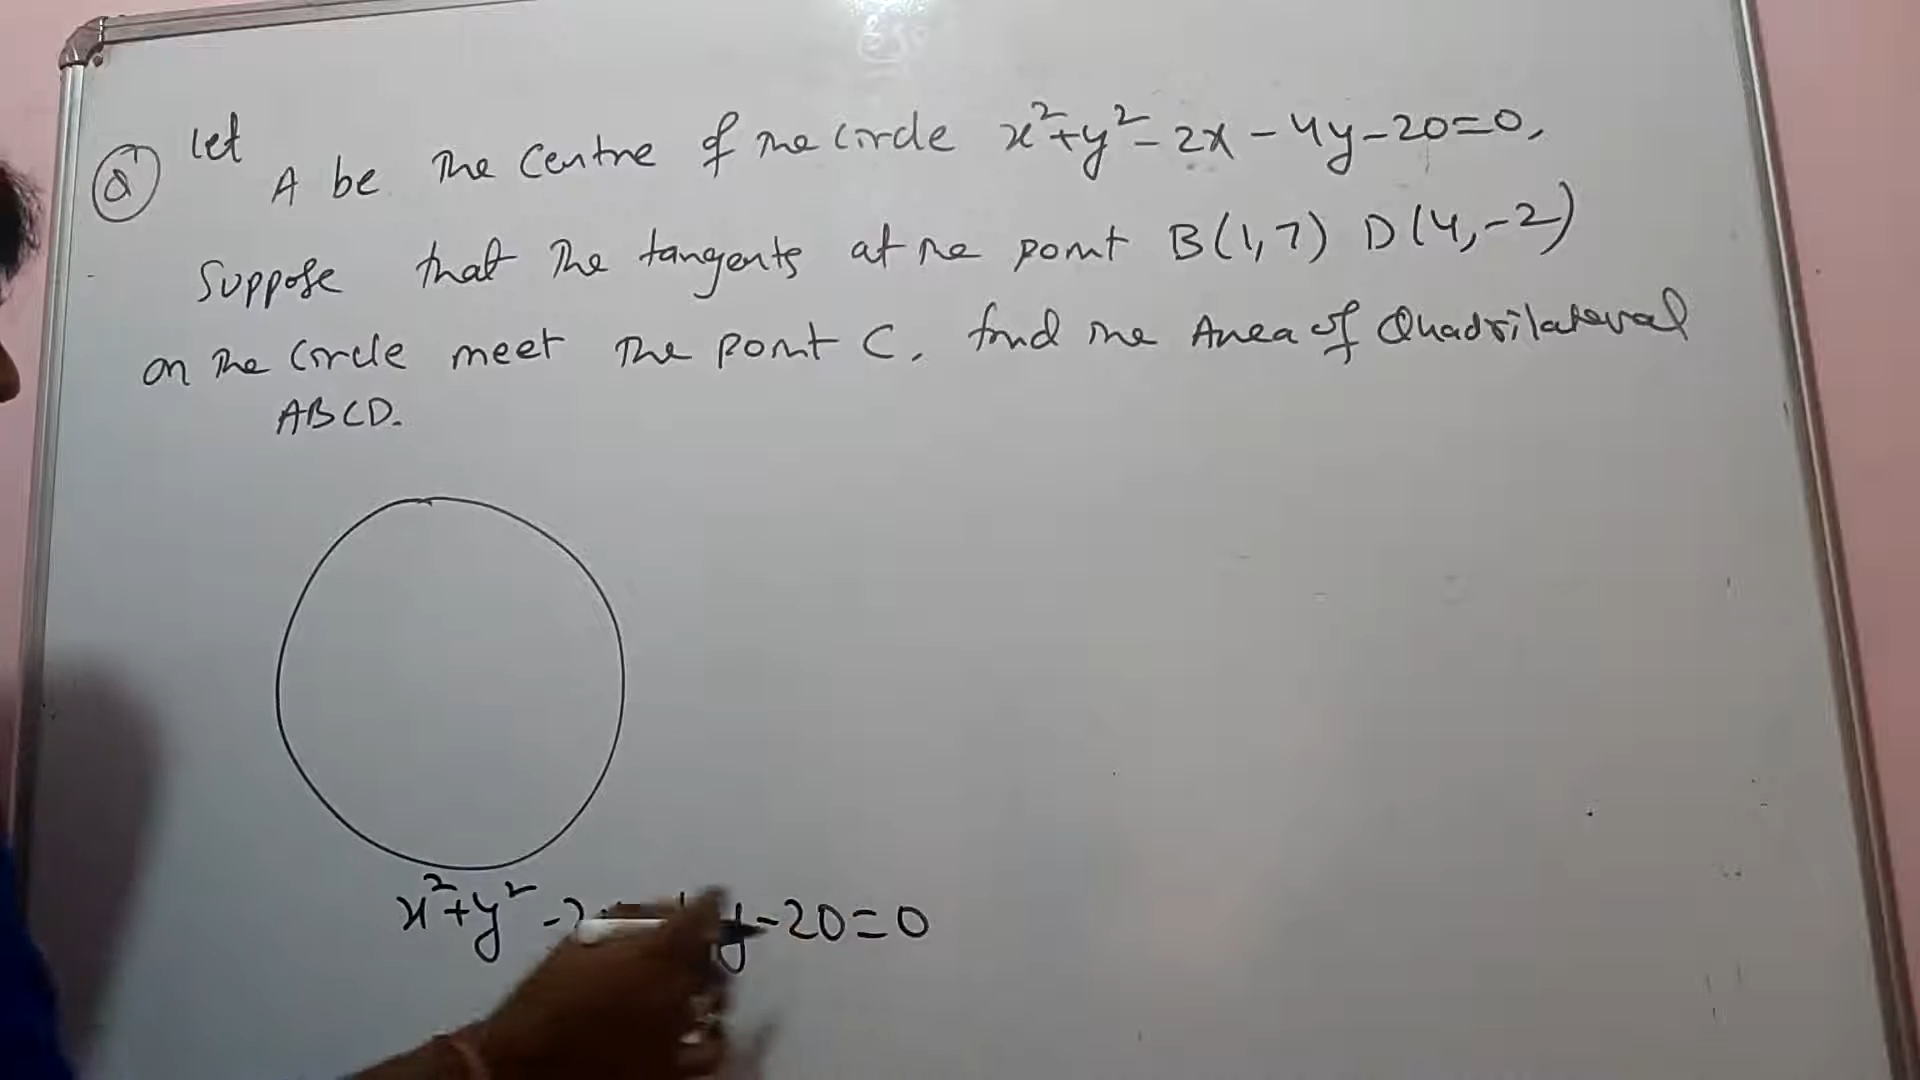 Q Let A be the Centre of the Circle x²+y²-2x-4y-20=0,
Suppose that the tangents at the point B(1,7) D(4,-2)
on the Circle meet the point C. find the Area of Quadrilateral
ABCD.
x²+y² -2 y-20=0